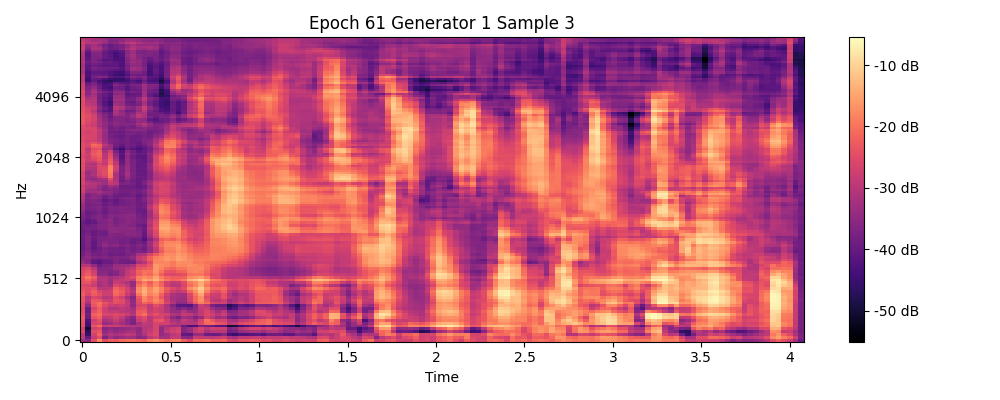 Epoch 61 Generator 1 Sample 3
Hz
4096
2048
1024
512
0
0 0.5 1 1.5 2 2.5 3 3.5 4
Time
-10 dB
-20 dB
-30 dB
-40 dB
-50 dB